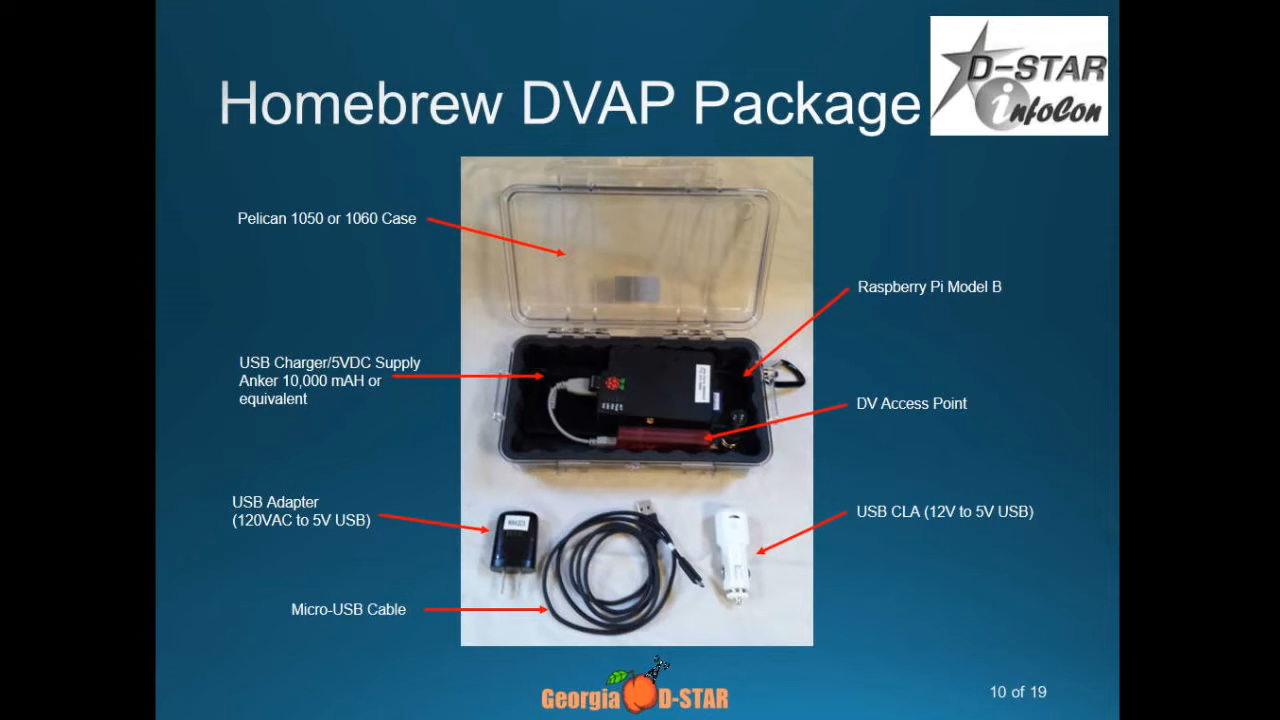 Homebrew DVAP Package
D-STAR
infoCon
Pelican 1050 or 1060 Case
Raspberry Pi Model B
USB Charger/5VDC Supply
Anker 10,000 mAH or
equivalent
DV Access Point
USB Adapter
(120VAC to 5V USB)
USB CLA (12V to 5V USB)
Micro-USB Cable
Georgia D-STAR
10 of 19